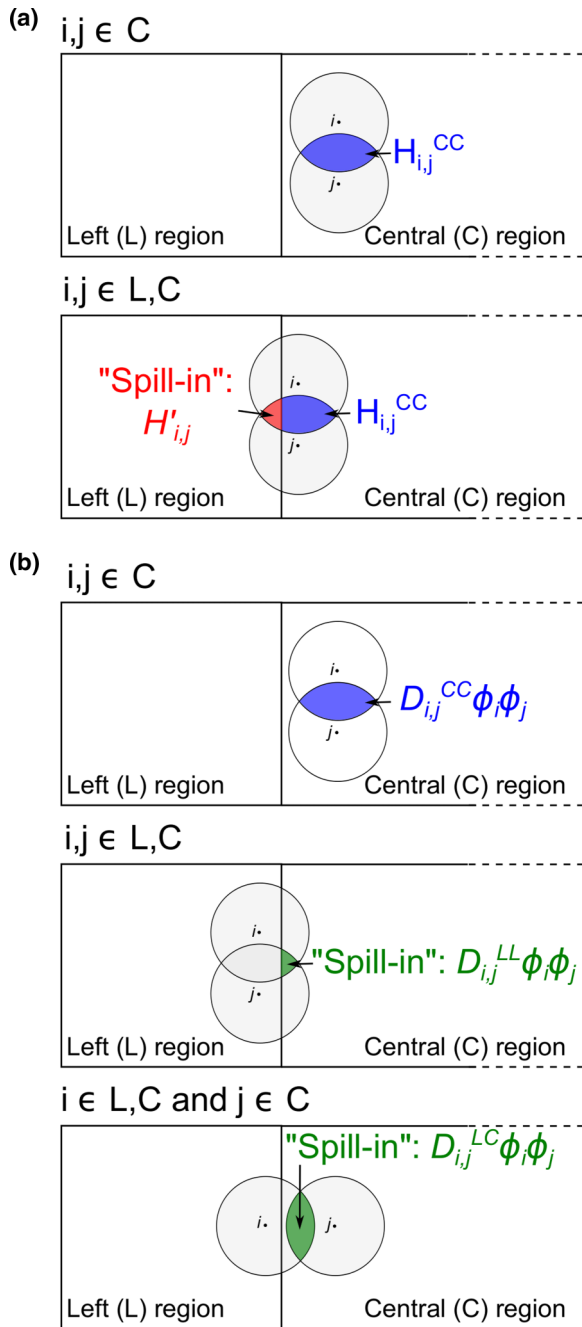 (a)
i,j ϵ C
i•
H_{i,j}^{CC}
j•
Left (L) region
Central (C) region
i,j ϵ L,C
"Spill-in":
H'_{i,j}
i•
H_{i,j}^{CC}
j•
Left (L) region
Central (C) region
(b)
i,j ϵ C
i•
D_{i,j}^{CC}ϕ_iϕ_j
j•
Left (L) region
Central (C) region
i,j ϵ L,C
i•
"Spill-in": D_{i,j}^{LL}ϕ_iϕ_j
j•
Left (L) region
Central (C) region
i ϵ L,C and j ϵ C
"Spill-in": D_{i,j}^{LC}ϕ_iϕ_j
i• j•
Left (L) region
Central (C) region